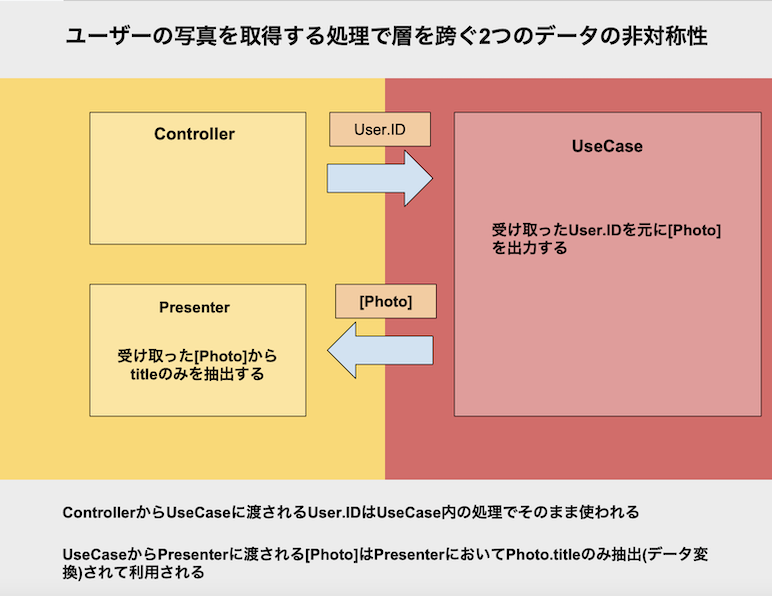 ユーザーの写真を取得する処理で層を跨ぐ2つのデータの非対称性
Controller
User.ID
UseCase
受け取ったUser.IDを元に[Photo]
を出力する
Presenter
[Photo]
受け取った[Photo]から
titleのみを抽出する
ControllerからUseCaseに渡されるUser.IDはUseCase内の処理でそのまま使われる
UseCaseからPresenterに渡される[Photo]はPresenterにおいてPhoto.titleのみ抽出(データ変
換)されて利用される